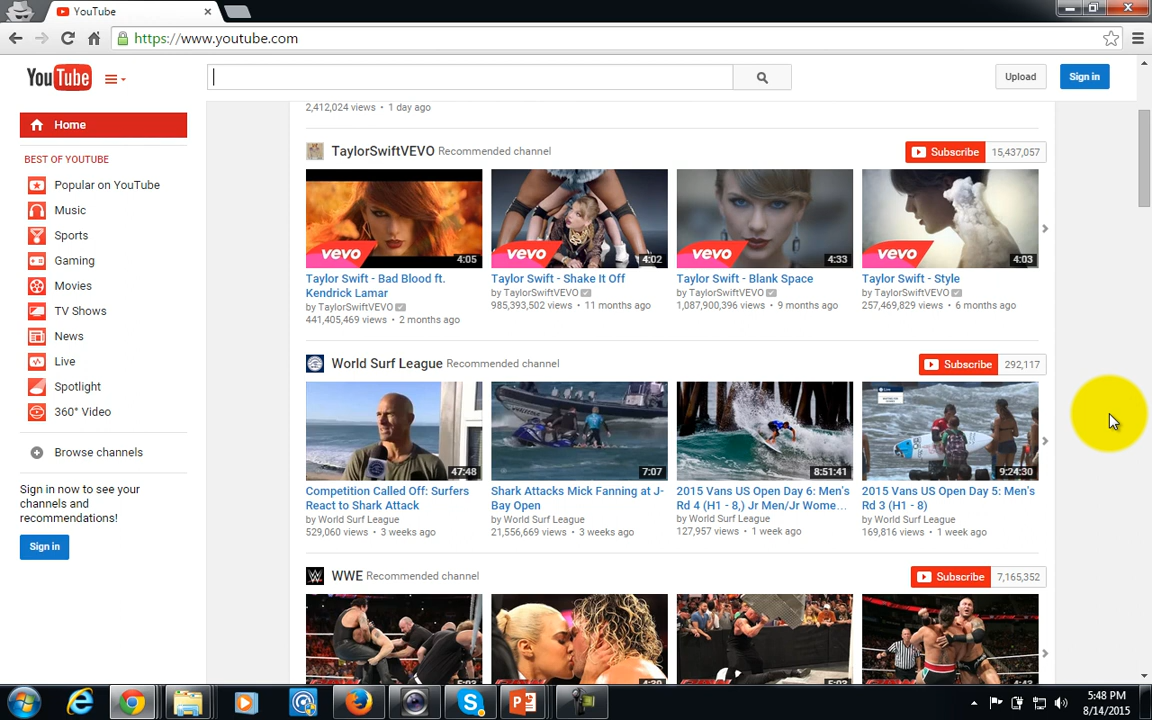 YouTube
https://www.youtube.com
YouTube
Upload
Sign in
Home
BEST OF YOUTUBE
Popular on YouTube
Music
Sports
Gaming
Movies
TV Shows
News
Live
Spotlight
360° Video
Browse channels
Sign in now to see your
channels and
recommendations!
Sign in
2,412,024 views • 1 day ago
TaylorSwiftVEVO Recommended channel
Subscribe 15,437,057
vevo 4:05
vevo 4:02
vevo 4:33
vevo 4:03
Taylor Swift - Bad Blood ft.
Kendrick Lamar
by TaylorSwiftVEVO
441,405,469 views • 2 months ago
Taylor Swift - Shake It Off
by TaylorSwiftVEVO
985,393,502 views • 11 months ago
Taylor Swift - Blank Space
by TaylorSwiftVEVO
1,087,900,396 views • 9 months ago
Taylor Swift - Style
by TaylorSwiftVEVO
257,469,829 views • 6 months ago
World Surf League Recommended channel
Subscribe 292,117
47:48
7:07
8:51:41
9:24:30
Competition Called Off: Surfers
React to Shark Attack
by World Surf League
529,060 views • 3 weeks ago
Shark Attacks Mick Fanning at J-
Bay Open
by World Surf League
21,556,669 views • 3 weeks ago
2015 Vans US Open Day 6: Men's
Rd 4 (H1 - 8,) Jr Men/Jr Wome...
by World Surf League
127,957 views • 1 week ago
2015 Vans US Open Day 5: Men's
Rd 3 (H1 - 8)
by World Surf League
169,816 views • 1 week ago
WWE Recommended channel
Subscribe 7,165,352
5:48 PM
8/14/2015